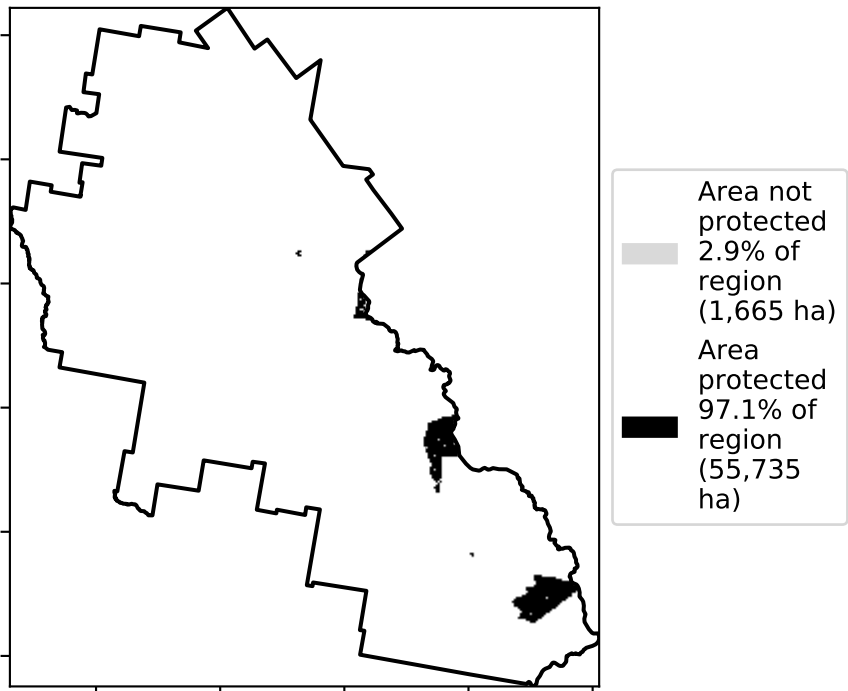 Area not
protected
2.9% of
region
(1,665 ha)
Area
protected
97.1% of
region
(55,735
ha)